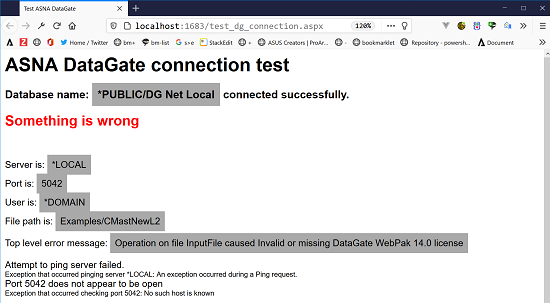 Test ASNA DataGate
localhost:1683/test_dg_connection.aspx
120%
Home / Twitter
bm+
bm-list
s+e
StackEdit
+
ASUS Creators | ProAr...
+
bookmarklet
Repository - powersh...
Document
ASNA DataGate connection test
Database name: *PUBLIC/DG Net Local connected successfully.
Something is wrong
Server is: *LOCAL
Port is: 5042
User is: *DOMAIN
File path is: Examples/CMastNewL2
Top level error message: Operation on file InputFile caused Invalid or missing DataGate WebPak 14.0 license
Attempt to ping server failed.
Exception that occurred pinging server *LOCAL: An exception occurred during a Ping request.
Port 5042 does not appear to be open
Exception that occurred checking port 5042: No such host is known